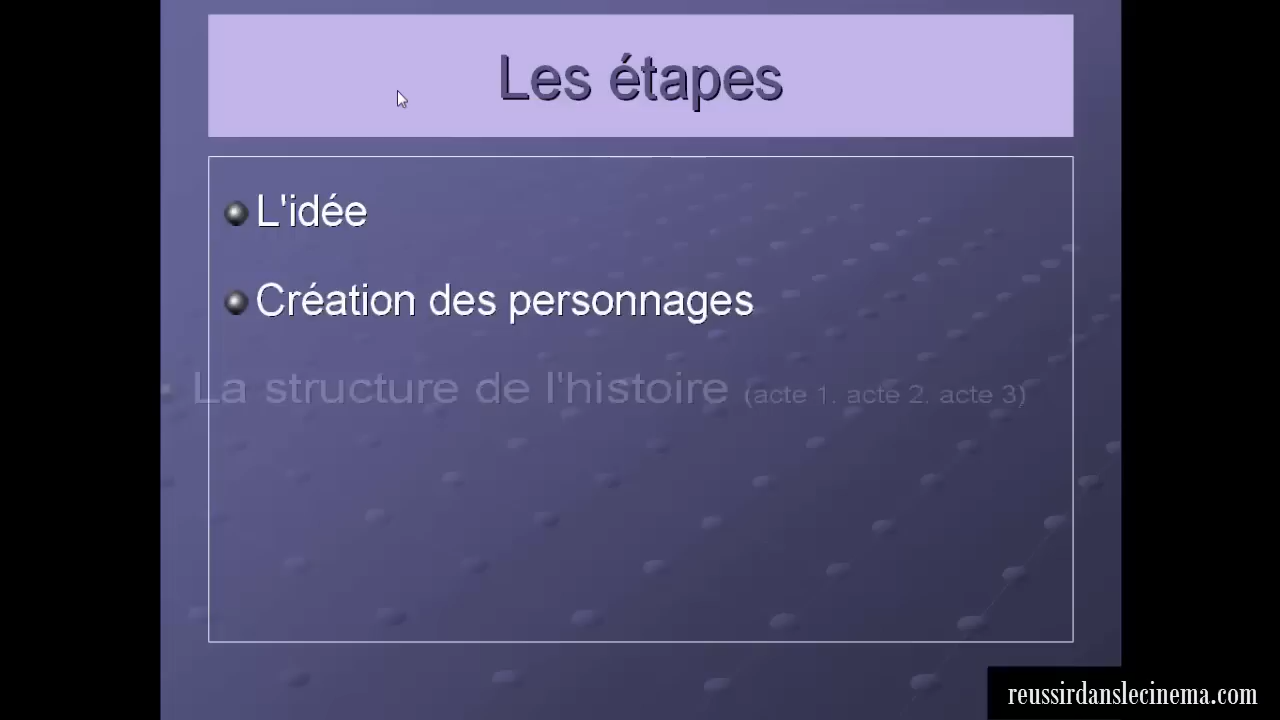 Les étapes
L'idée
Création des personnages
La structure de l'histoire (acte 1. acte 2. acte 3)
reussirdanslecinema.com